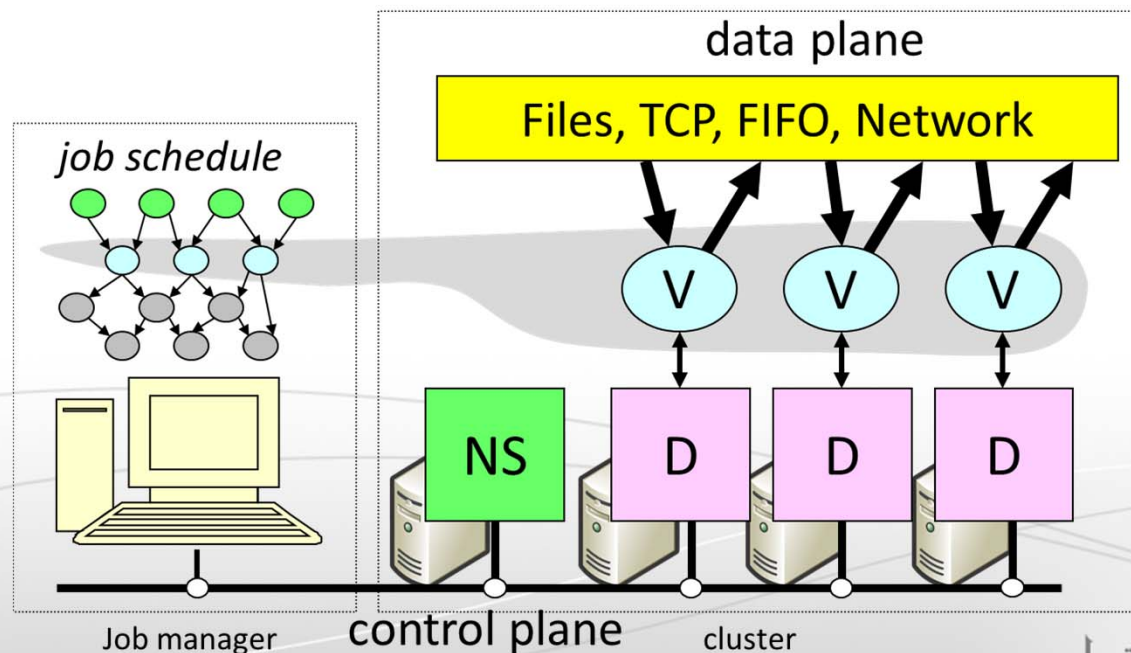 data plane
Files, TCP, FIFO, Network
job schedule
V V V
NS D D D
control plane
Job manager cluster